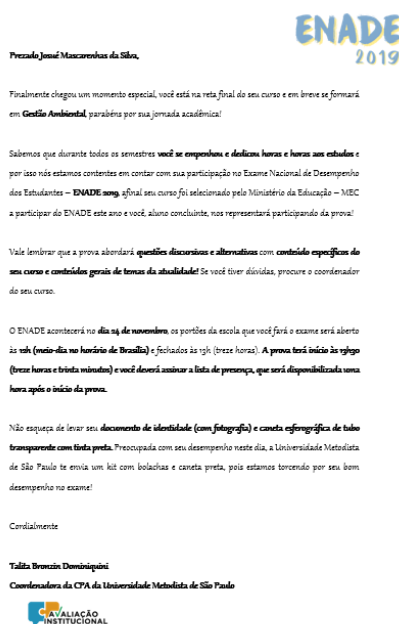 ENADE
2019
Prezado Josué Mascarenhas da Silva,
Finalmente chegou um momento especial, você está na reta final do seu curso e em breve se formará
em Gestão Ambiental, parabéns por sua jornada acadêmica!
Sabemos que durante todos os semestres você se empenhou e dedicou horas e horas aos estudos e
por isso nós estamos contentes em contar com sua participação no Exame Nacional de Desempenho
dos Estudantes – ENADE 2019, afinal seu curso foi selecionado pelo Ministério da Educação – MEC
a participar do ENADE este ano e você, aluno concluinte, nos representará participando da prova!
Vale lembrar que a prova abordará questões discursivas e alternativas com conteúdo específicos do
seu curso e conteúdos gerais de temas da atualidade! Se você tiver dúvidas, procure o coordenador
do seu curso.
O ENADE acontecerá no dia 24 de novembro, os portões da escola que você fará o exame será aberto
às 12h (meio-dia no horário de Brasília) e fechados às 13h (treze horas). A prova terá início às 13h30
(treze horas e trinta minutos) e você deverá assinar a lista de presença, que será disponibilizada uma
hora após o início da prova.
Não esqueça de levar seu documento de identidade (com fotografia) e caneta esferográfica de tubo
transparente com tinta preta. Preocupada com seu desempenho neste dia, a Universidade Metodista
de São Paulo te envia um kit com bolachas e caneta preta, pois estamos torcendo por seu bom
desempenho no exame!
Cordialmente
Talita Bronzin Dominiquini
Coordenadora da CPA da Universidade Metodista de São Paulo
AVALIAÇÃO
INSTITUCIONAL